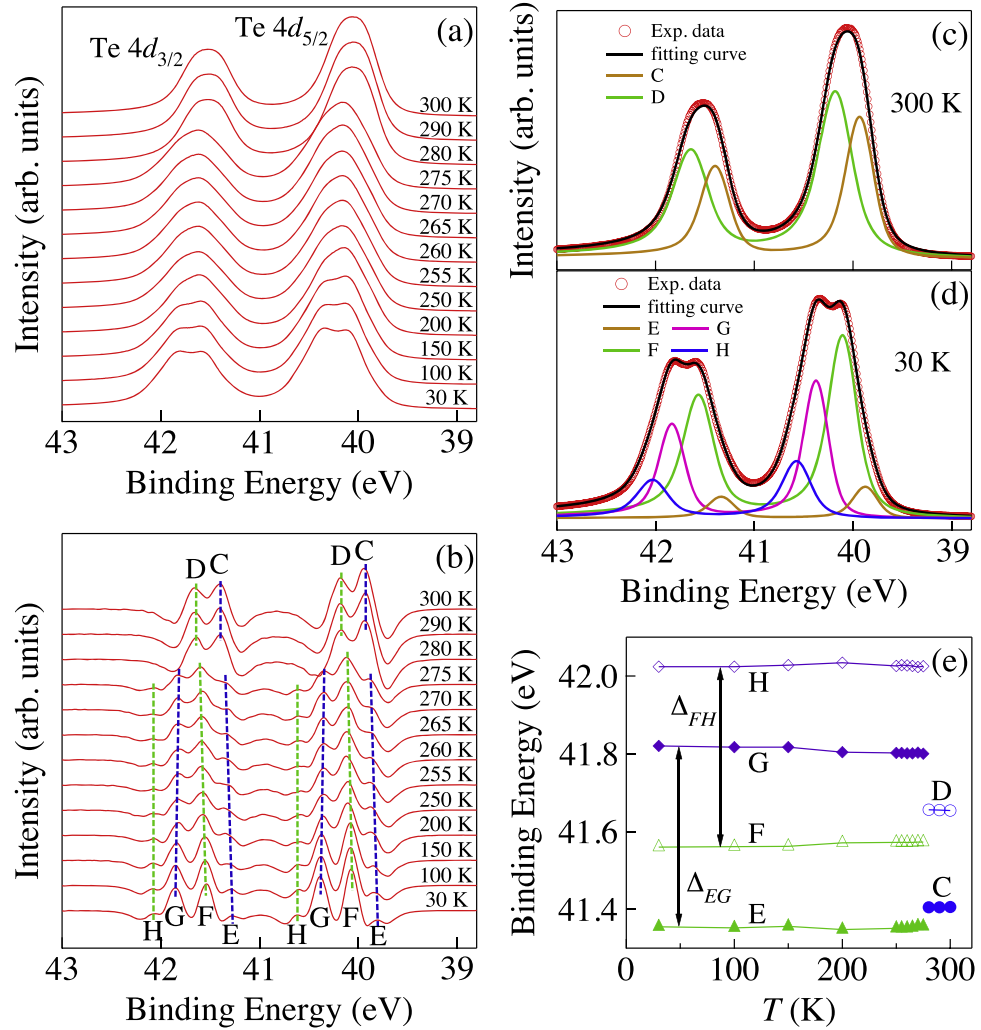 (a)
Te 4d3/2
Te 4d5/2
300 K
290 K
280 K
275 K
270 K
265 K
260 K
255 K
250 K
200 K
150 K
100 K
30 K
Intensity (arb. units)
43 42 41 40 39
Binding Energy (eV)
(b)
D C D C
300 K
290 K
280 K
275 K
270 K
265 K
260 K
255 K
250 K
200 K
150 K
100 K
30 K
H G F E H G F E
Intensity (arb. units)
43 42 41 40 39
Binding Energy (eV)
(c)
Exp. data
fitting curve
C
D
300 K
Intensity (arb. units)
(d)
Exp. data
fitting curve
E G
F H
30 K
43 42 41 40 39
Binding Energy (eV)
(e)
42.0
41.8
41.6
41.4
H
ΔFH
G
D
F
ΔEG
C
E
Binding Energy (eV)
0 100 200 300
T (K)